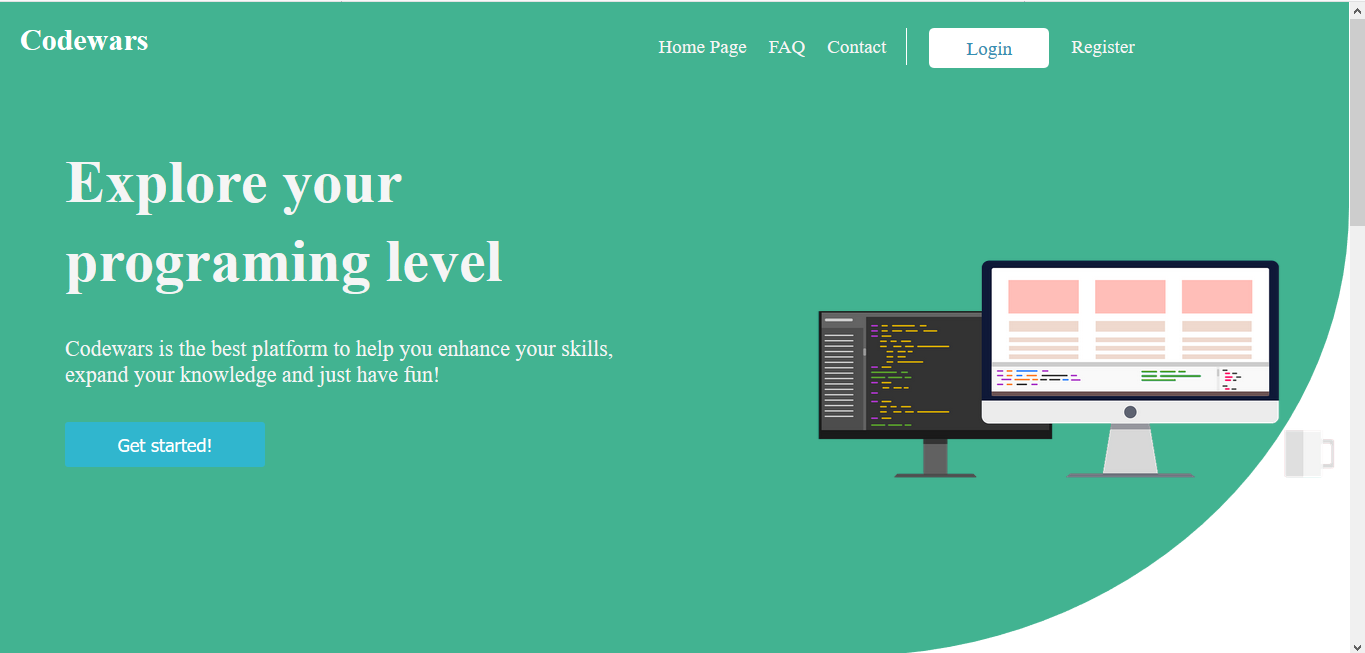 Codewars
Home Page FAQ Contact Login Register
Explore your
programing level
Codewars is the best platform to help you enhance your skills,
expand your knowledge and just have fun!
Get started!